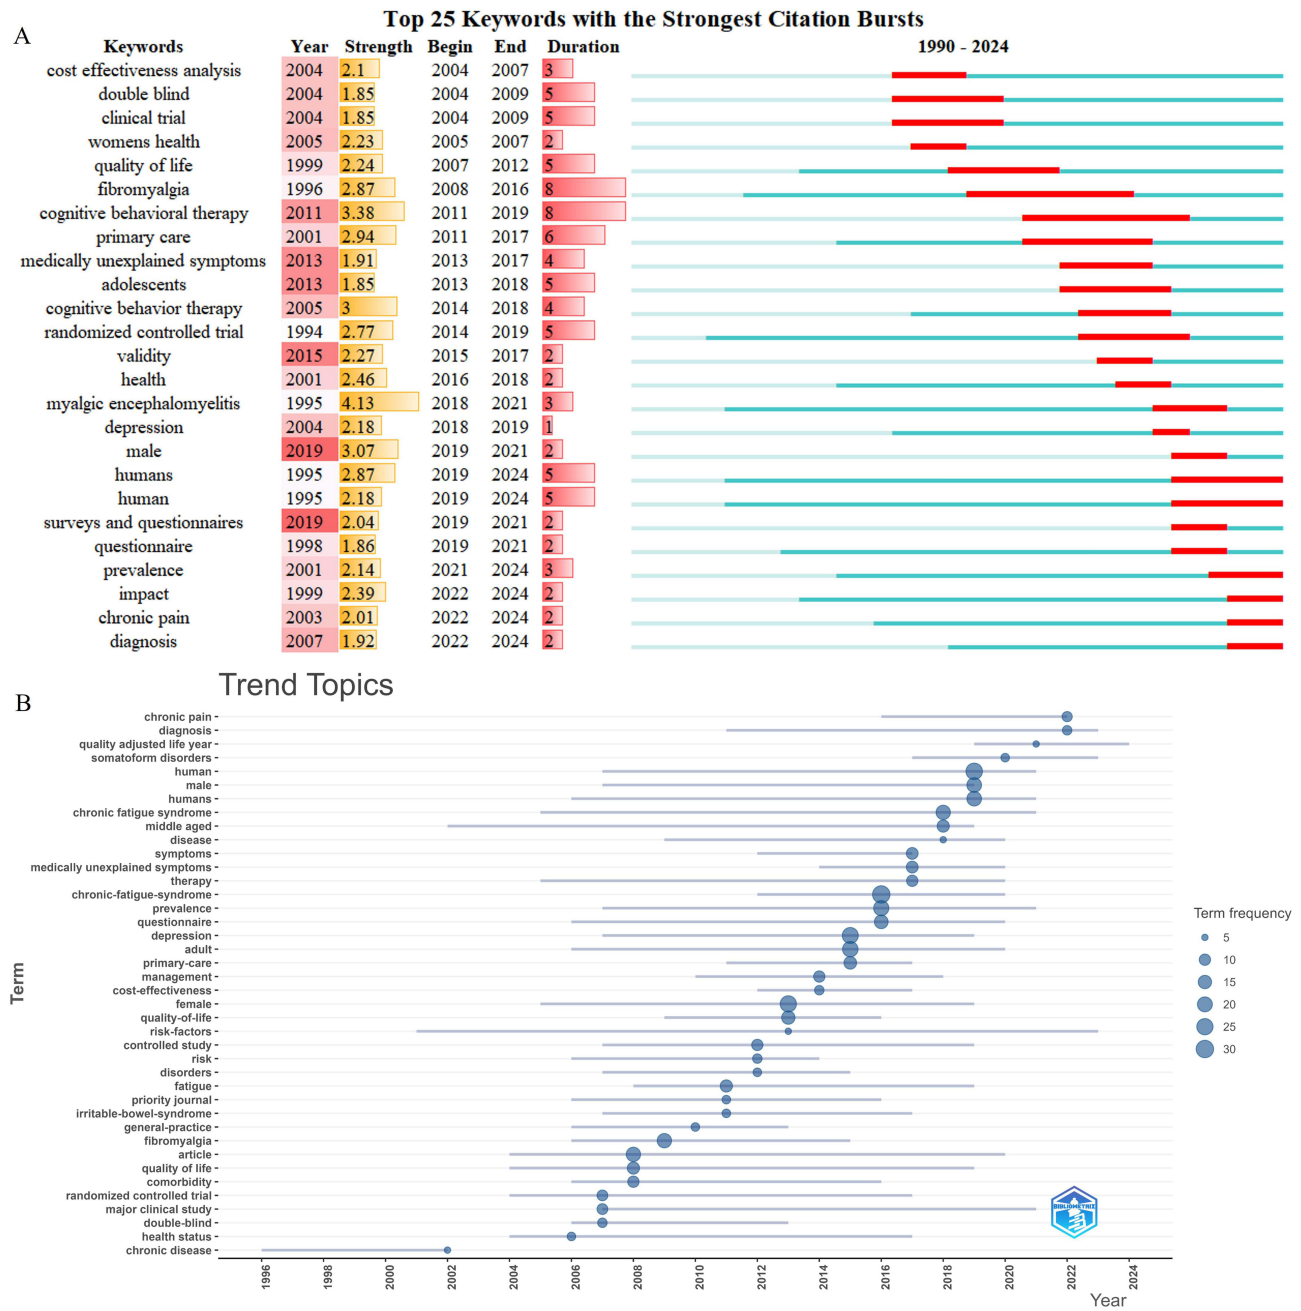 Top 25 Keywords with the Strongest Citation Bursts
A
Keywords Year Strength Begin End Duration 1990 - 2024
cost effectiveness analysis 2004 2.1 2004 2007 3
double blind 2004 1.85 2004 2009 5
clinical trial 2004 1.85 2004 2009 5
womens health 2005 2.23 2005 2007 2
quality of life 1999 2.24 2007 2012 5
fibromyalgia 1996 2.87 2008 2016 8
cognitive behavioral therapy 2011 3.38 2011 2019 8
primary care 2001 2.94 2011 2017 6
medically unexplained symptoms 2013 1.91 2013 2017 4
adolescents 2013 1.85 2013 2018 5
cognitive behavior therapy 2005 3 2014 2018 4
randomized controlled trial 1994 2.77 2014 2019 5
validity 2015 2.27 2015 2017 2
health 2001 2.46 2016 2018 2
myalgic encephalomyelitis 1995 4.13 2018 2021 3
depression 2004 2.18 2018 2019 1
male 2019 3.07 2019 2021 2
humans 1995 2.87 2019 2024 5
human 1995 2.18 2019 2024 5
surveys and questionnaires 2019 2.04 2019 2021 2
questionnaire 1998 1.86 2019 2021 2
prevalence 2001 2.14 2021 2024 3
impact 1999 2.39 2022 2024 2
chronic pain 2003 2.01 2022 2024 2
diagnosis 2007 1.92 2022 2024 2
Trend Topics
B
chronic pain
diagnosis
quality adjusted life year
somatoform disorders
human
male
humans
chronic fatigue syndrome
middle aged
disease
symptoms
medically unexplained symptoms
therapy
chronic-fatigue-syndrome
prevalence
questionnaire
depression
adult
primary-care
management
cost-effectiveness
female
quality-of-life
risk-factors
controlled study
risk
disorders
fatigue
priority journal
irritable-bowel-syndrome
general-practice
fibromyalgia
article
quality of life
comorbidity
randomized controlled trial
major clinical study
double-blind
health status
chronic disease
Term
Term frequency
5
10
15
20
25
30
BIBLIOMETRIX
1996 1998 2000 2002 2004 2006 2008 2010 2012 2014 2016 2018 2020 2022 2024
Year